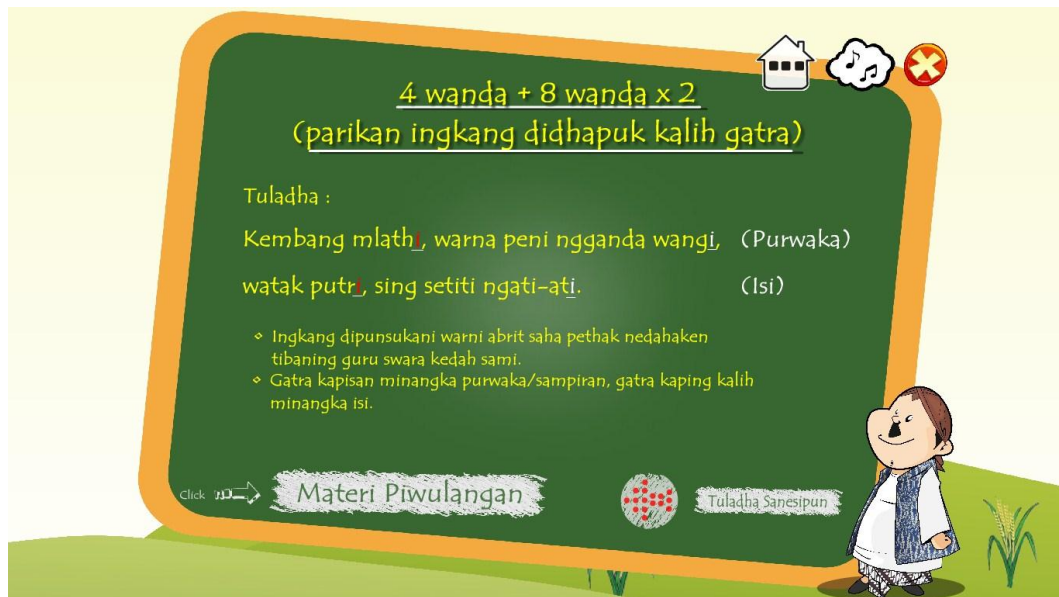 4 wanda + 8 wanda x 2
(parikan ingkang didhapuk kalih gatra)
Tuladha :
Kembang mlathi, warna peni ngganda wangi, (Purwaka)
watak putri, sing setiti ngati-ati. (Isi)
❖ Ingkang dipunsukani warni abrit saha pethak nedahaken
tibaning guru swara kedah sami.
❖ Gatra kapisan minangka purwaka/sampiran, gatra kaping kalih
minangka isi.
Click
Materi Piwulangan
Tuladha Sanesipun